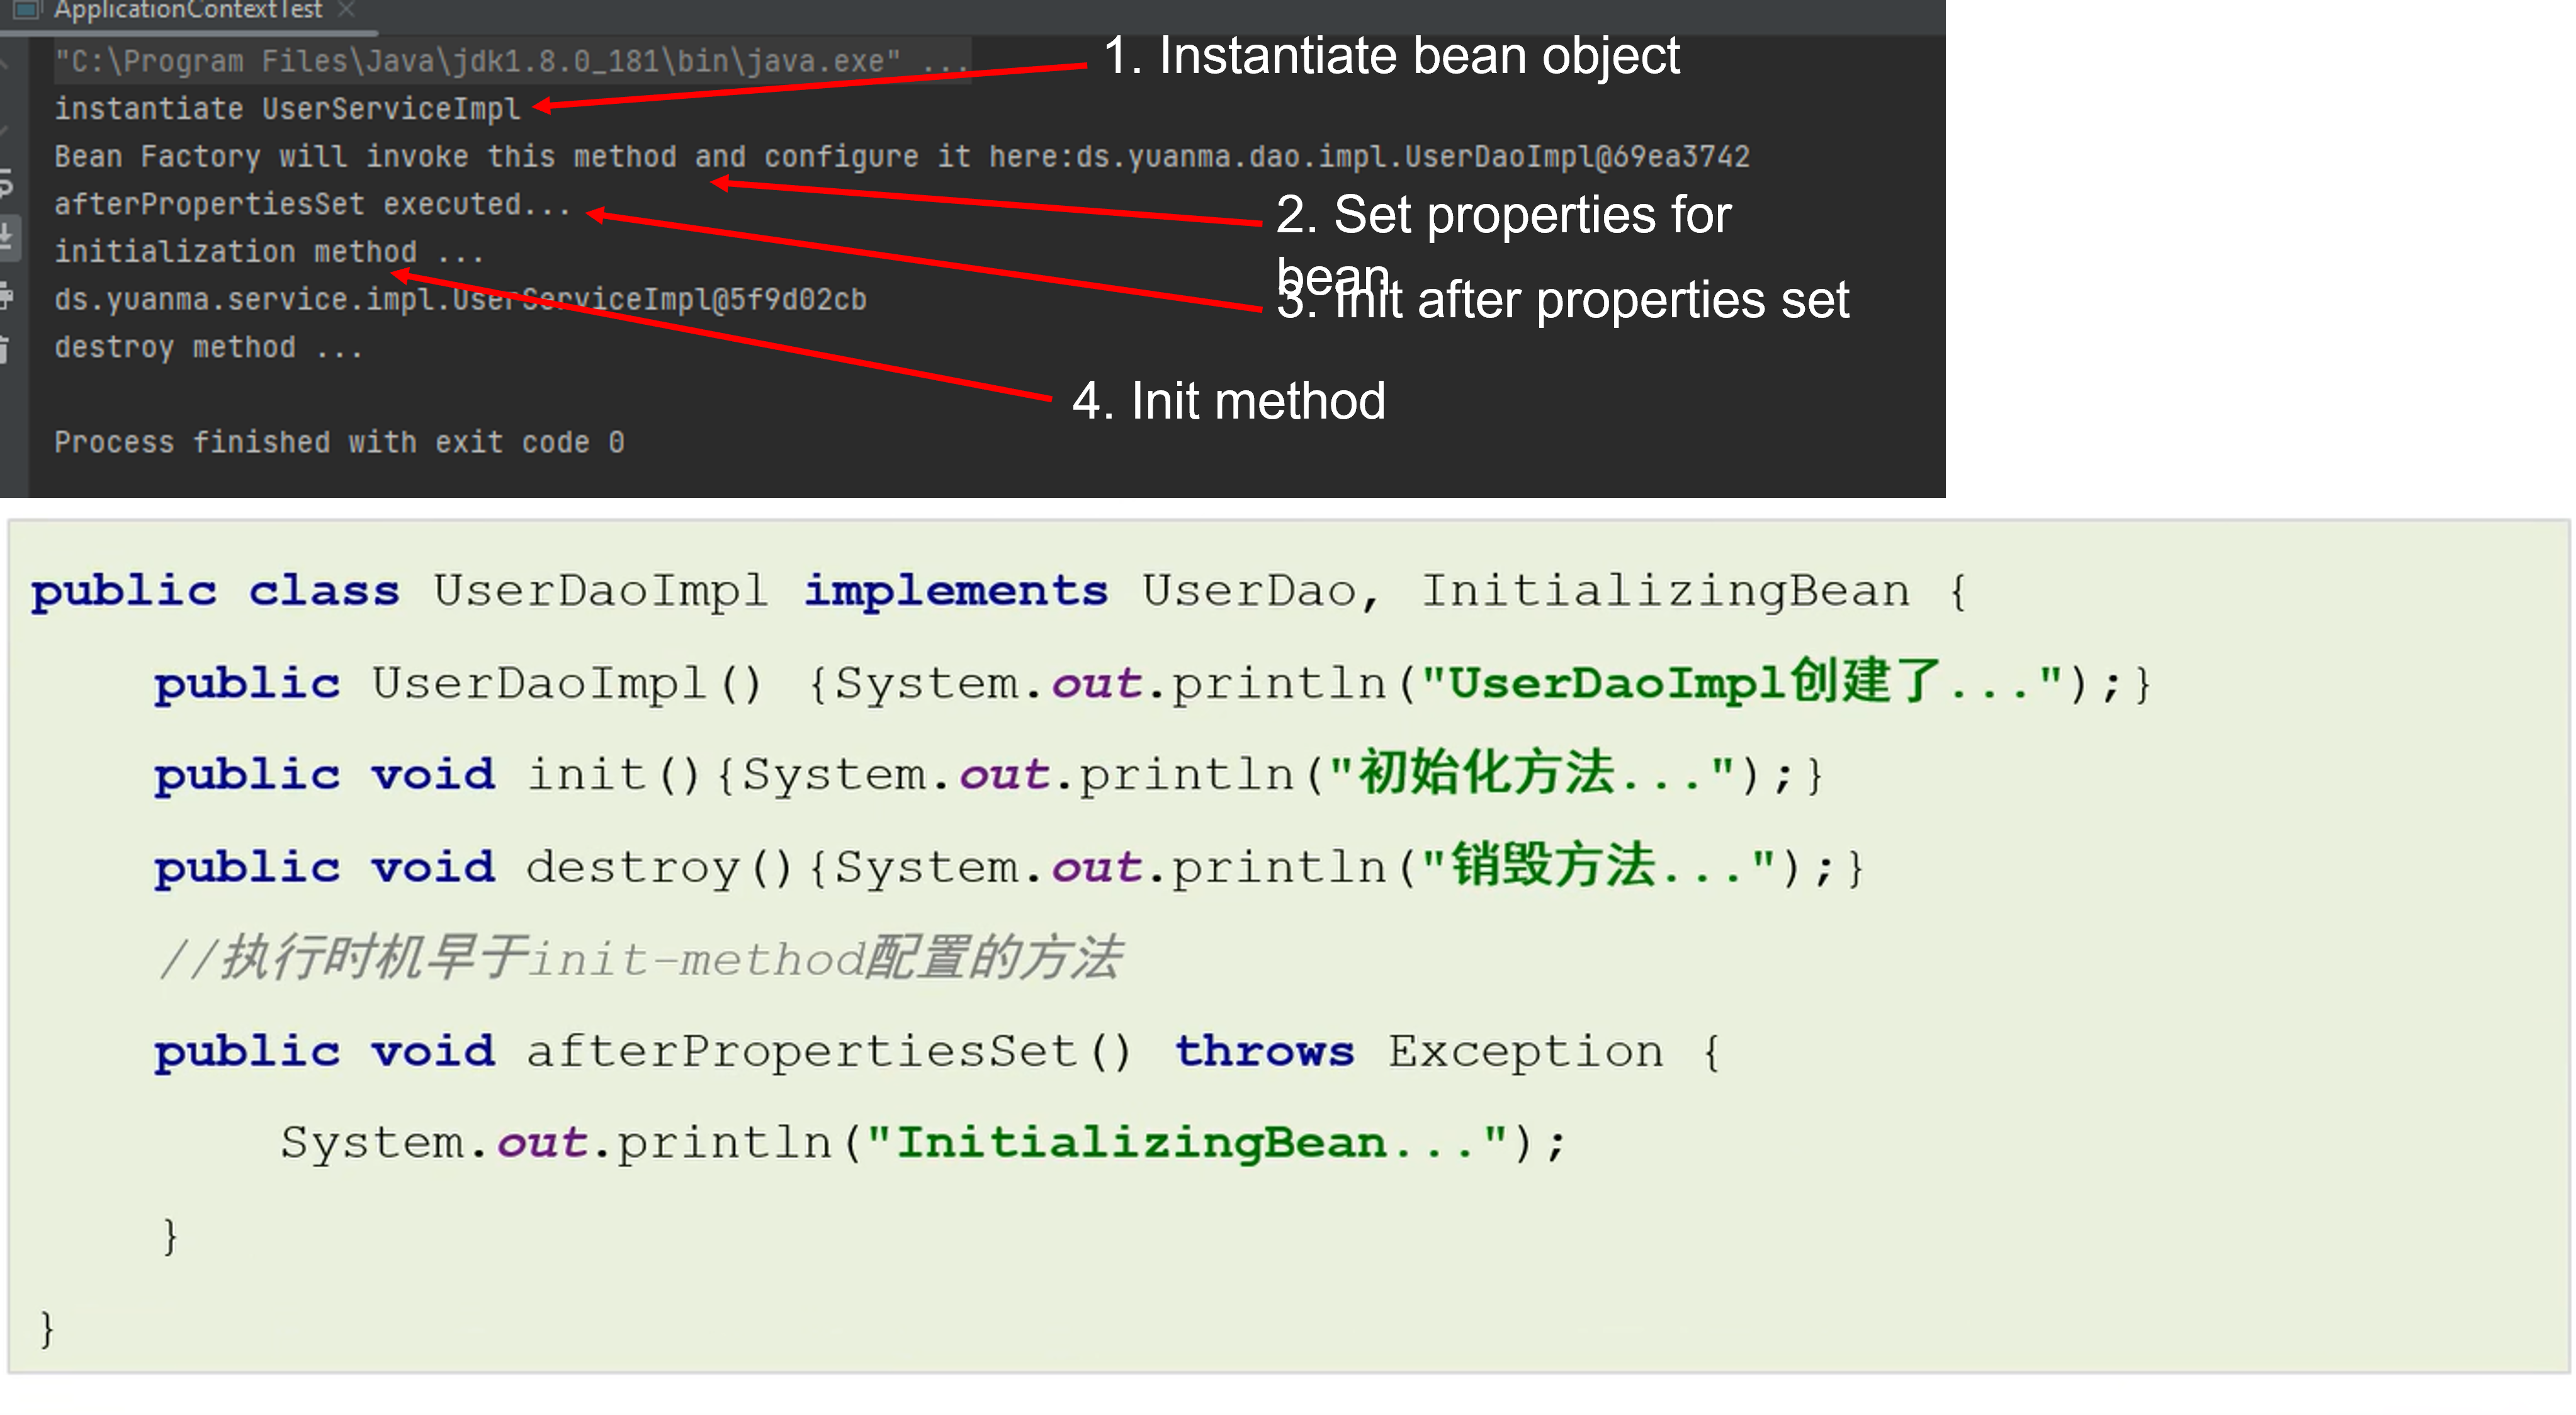 ApplicationContextTest
"C:\Program Files\Java\jdk1.8.0_181\bin\java.exe" ...
1. Instantiate bean object
instantiate UserServiceImpl
Bean Factory will invoke this method and configure it here:ds.yuanma.dao.impl.UserDaoImpl@69ea3742
afterPropertiesSet executed...
2. Set properties for
bean
initialization method ...
3. Init after properties set
ds.yuanma.service.impl.UserServiceImpl@5f9d02cb
destroy method ...
4. Init method
Process finished with exit code 0
public class UserDaoImpl implements UserDao, InitializingBean {
public UserDaoImpl() {System.out.println("UserDaoImpl创建了...");}
public void init(){System.out.println("初始化方法...");}
public void destroy(){System.out.println("销毁方法...");}
//执行时机早于init-method配置的方法
public void afterPropertiesSet() throws Exception {
System.out.println("InitializingBean...");
}
}